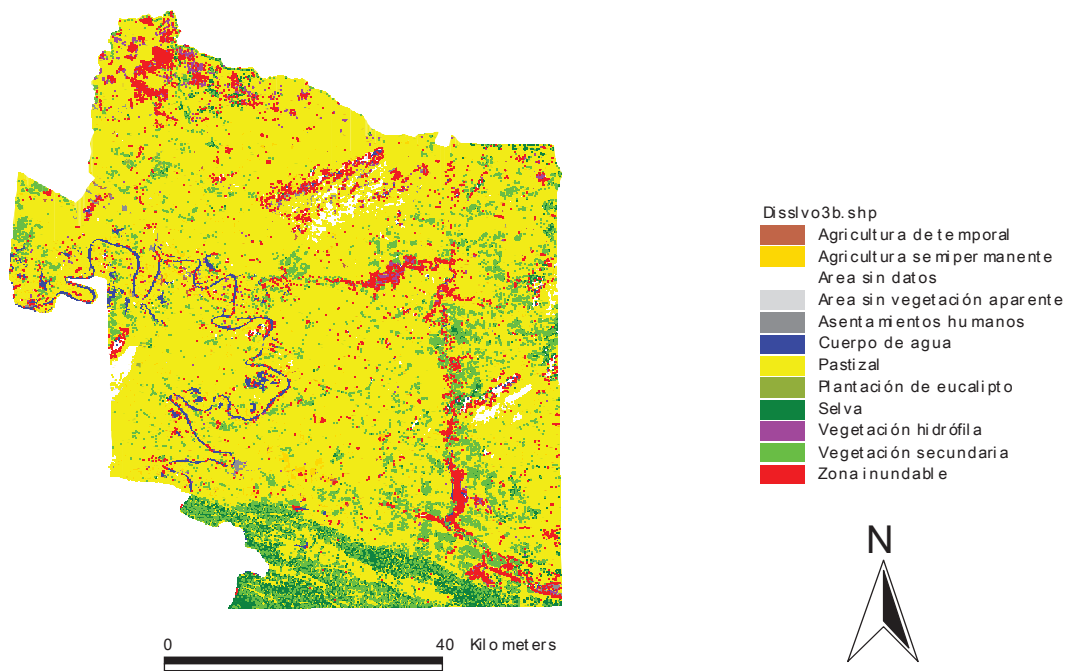 Disslvo3b.shp
Agricultura de temporal
Agricultura semipermanente
Area sin datos
Area sin vegetación aparente
Asentamientos humanos
Cuerpo de agua
Pastizal
Plantación de eucalipto
Selva
Vegetación hidrófila
Vegetación secundaria
Zona inundable
N
0 40 Kilometers